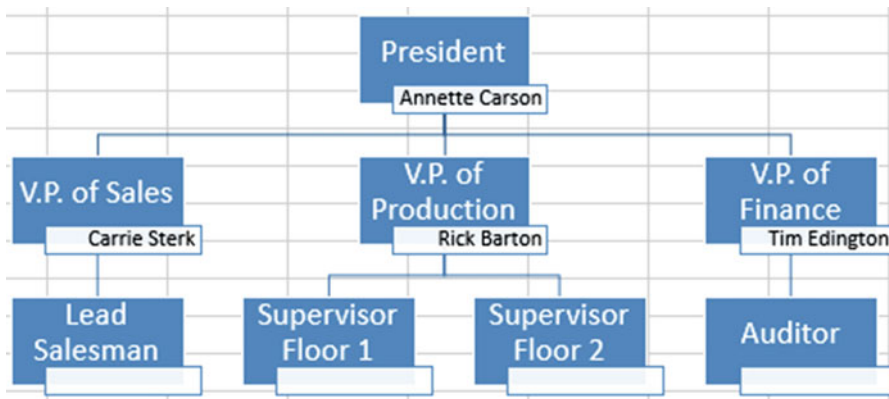 President
Annette Carson
V.P. of Sales
Carrie Sterk
V.P. of
Production
Rick Barton
V.P. of
Finance
Tim Edington
Lead
Salesman
Supervisor
Floor 1
Supervisor
Floor 2
Auditor